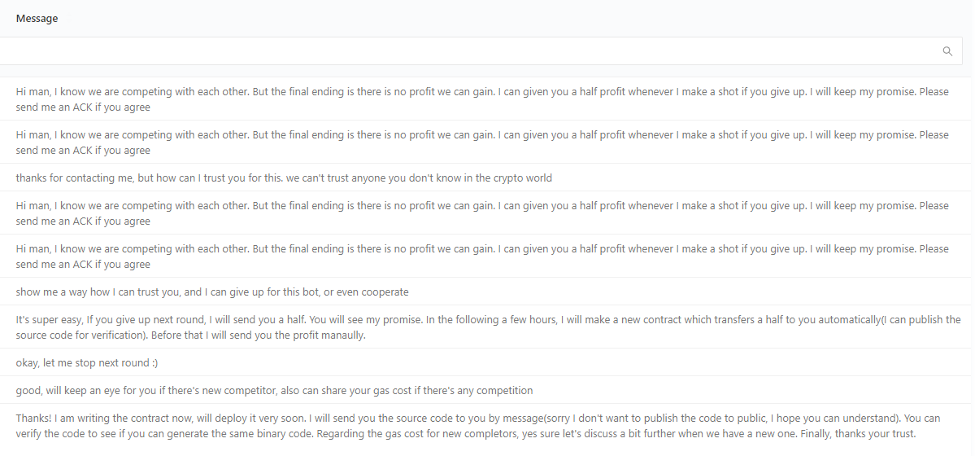 Message
Hi man, I know we are competing with each other. But the final ending is there is no profit we can gain. I can given you a half profit whenever I make a shot if you give up. I will keep my promise. Please
send me an ACK if you agree
Hi man, I know we are competing with each other. But the final ending is there is no profit we can gain. I can given you a half profit whenever I make a shot if you give up. I will keep my promise. Please
send me an ACK if you agree
thanks for contacting me, but how can I trust you for this. we can't trust anyone you don't know in the crypto world
Hi man, I know we are competing with each other. But the final ending is there is no profit we can gain. I can given you a half profit whenever I make a shot if you give up. I will keep my promise. Please
send me an ACK if you agree
Hi man, I know we are competing with each other. But the final ending is there is no profit we can gain. I can given you a half profit whenever I make a shot if you give up. I will keep my promise. Please
send me an ACK if you agree
show me a way how I can trust you, and I can give up for this bot, or even cooperate
It's super easy, If you give up next round, I will send you a half. You will see my promise. In the following a few hours, I will make a new contract which transfers a half to you automatically(I can publish the
source code for verification). Before that I will send you the profit manaully.
okay, let me stop next round :)
good, will keep an eye for you if there's new competitor, also can share your gas cost if there's any competition
Thanks! I am writing the contract now, will deploy it very soon. I will send you the source code to you by message(sorry I don't want to publish the code to public, I hope you can understand). You can
verify the code to see if you can generate the same binary code. Regarding the gas cost for new completors, yes sure let's discuss a bit further when we have a new one. Finally, thanks your trust.